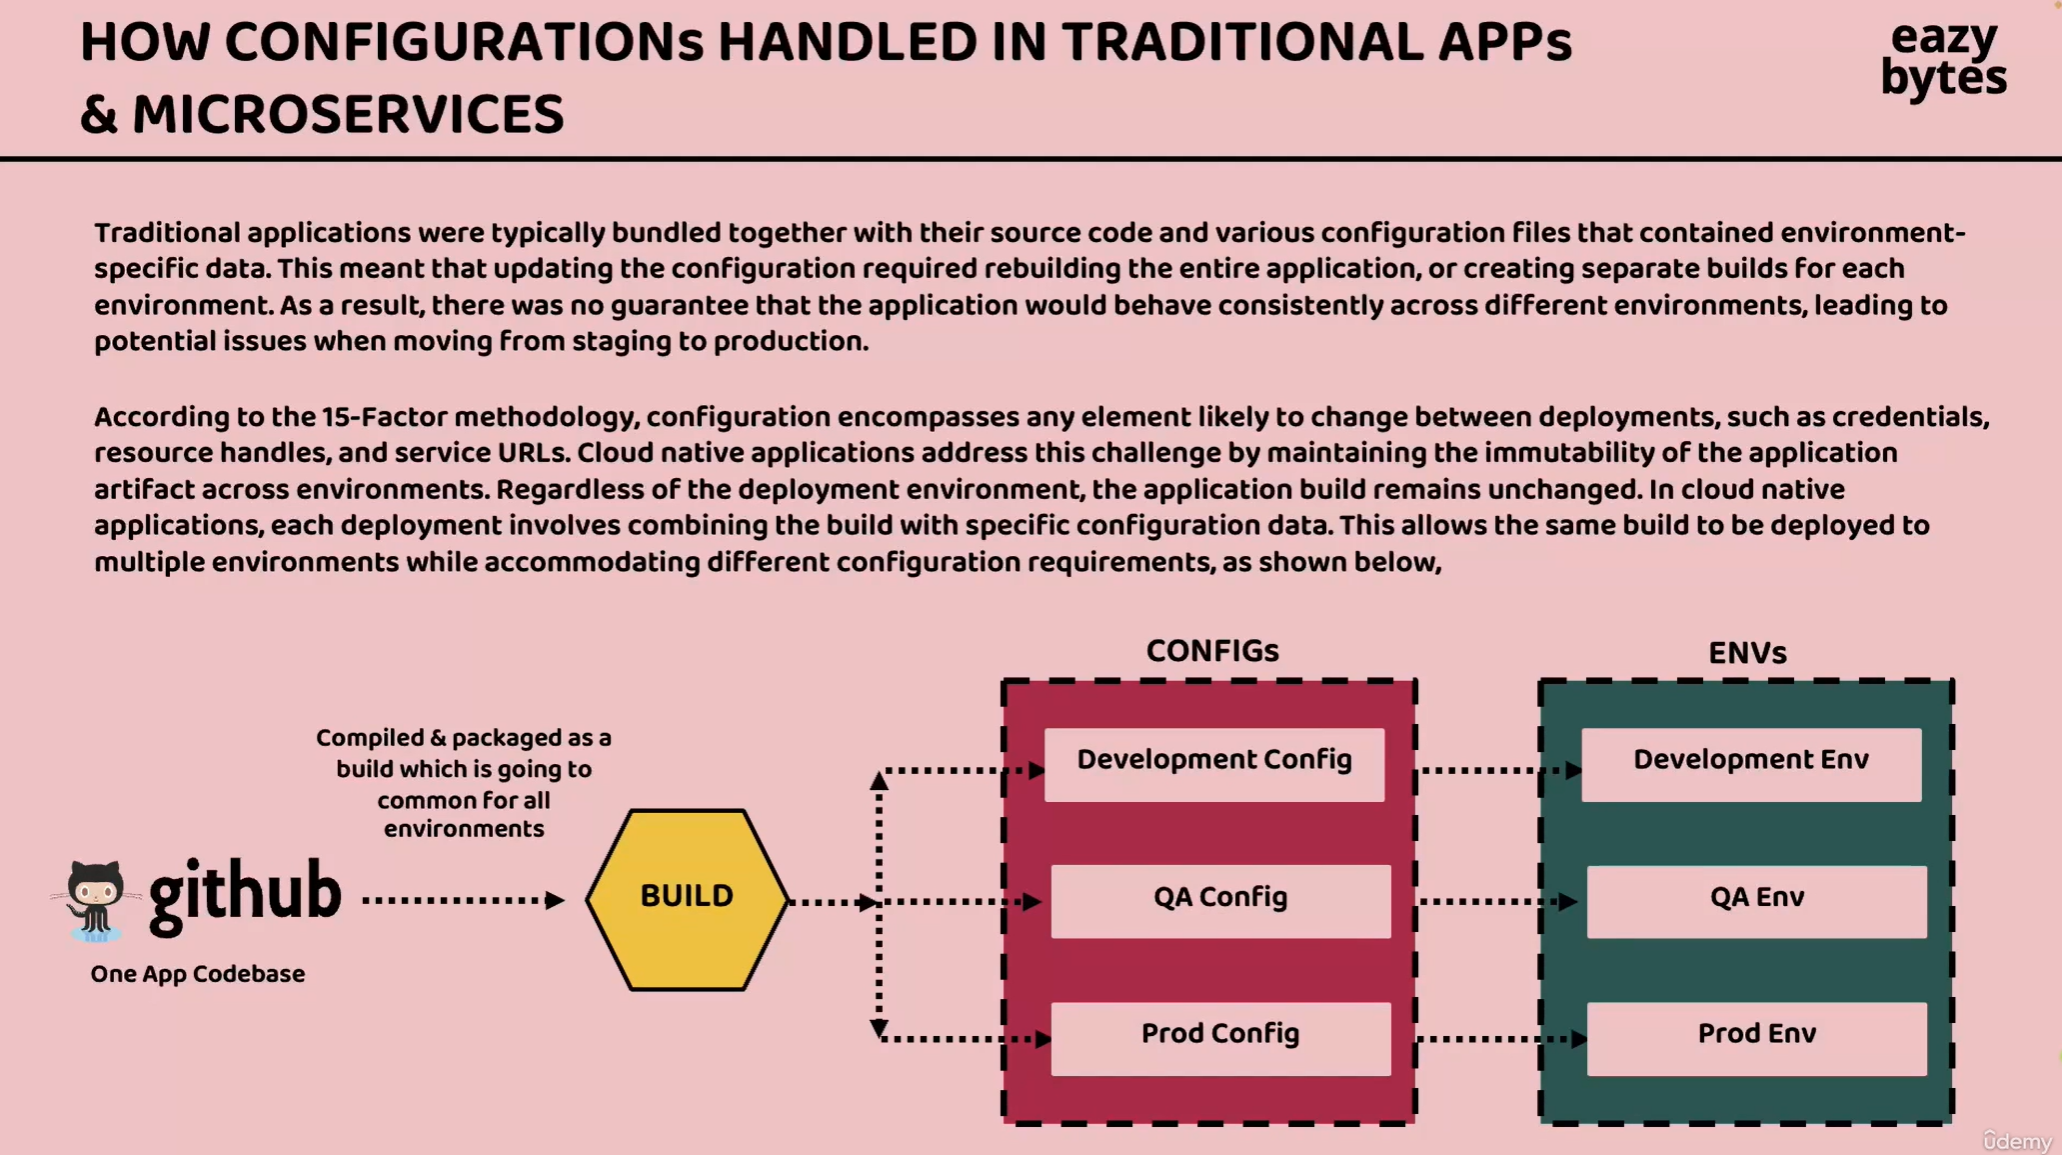 HOW CONFIGURATIONs HANDLED IN TRADITIONAL APPs
& MICROSERVICES
eazy
bytes
Traditional applications were typically bundled together with their source code and various configuration files that contained environment-
specific data. This meant that updating the configuration required rebuilding the entire application, or creating separate builds for each
environment. As a result, there was no guarantee that the application would behave consistently across different environments, leading to
potential issues when moving from staging to production.
According to the 15-Factor methodology, configuration encompasses any element likely to change between deployments, such as credentials,
resource handles, and service URLs. Cloud native applications address this challenge by maintaining the immutability of the application
artifact across environments. Regardless of the deployment environment, the application build remains unchanged. In cloud native
applications, each deployment involves combining the build with specific configuration data. This allows the same build to be deployed to
multiple environments while accommodating different configuration requirements, as shown below,
CONFIGs
ENVs
Compiled & packaged as a
build which is going to
common for all
environments
github
One App Codebase
BUILD
Development Config
QA Config
Prod Config
Development Env
QA Env
Prod Env
ûdemy